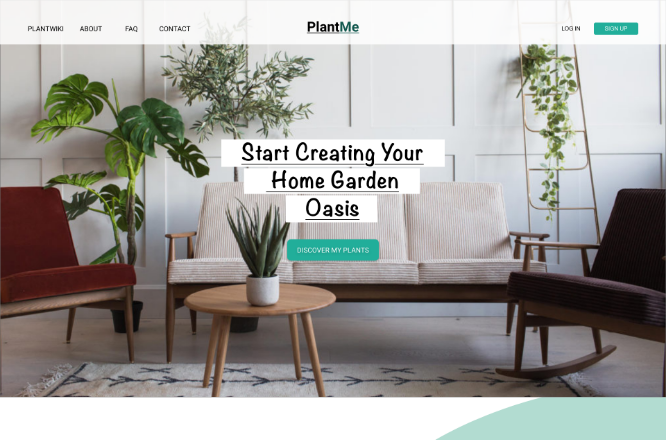 PLANTWIKI ABOUT FAQ CONTACT PlantMe LOG IN SIGN UP
Start Creating Your
Home Garden
Oasis
DISCOVER MY PLANTS